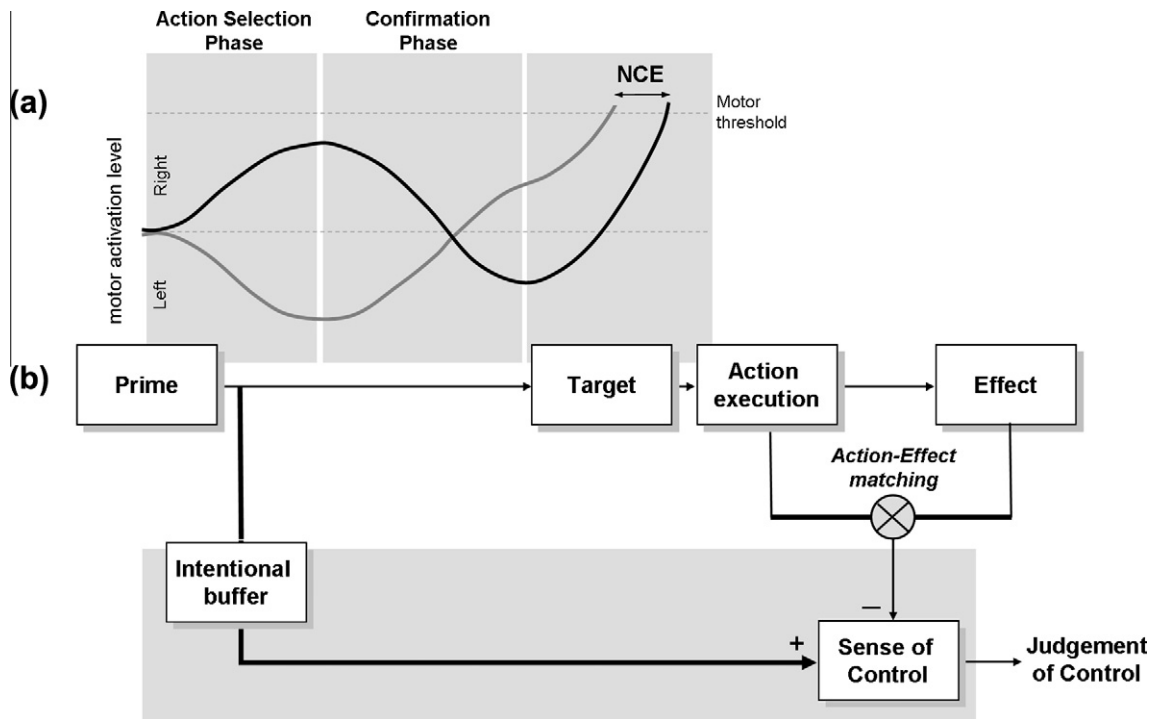 Action Selection
Phase
Confirmation
Phase
(a)
NCE
Motor
threshold
motor activation level
Right
Left
(b)
Prime
Target
Action
execution
Effect
Action-Effect
matching
Intentional
buffer
–
+
Sense of
Control
Judgement
of Control